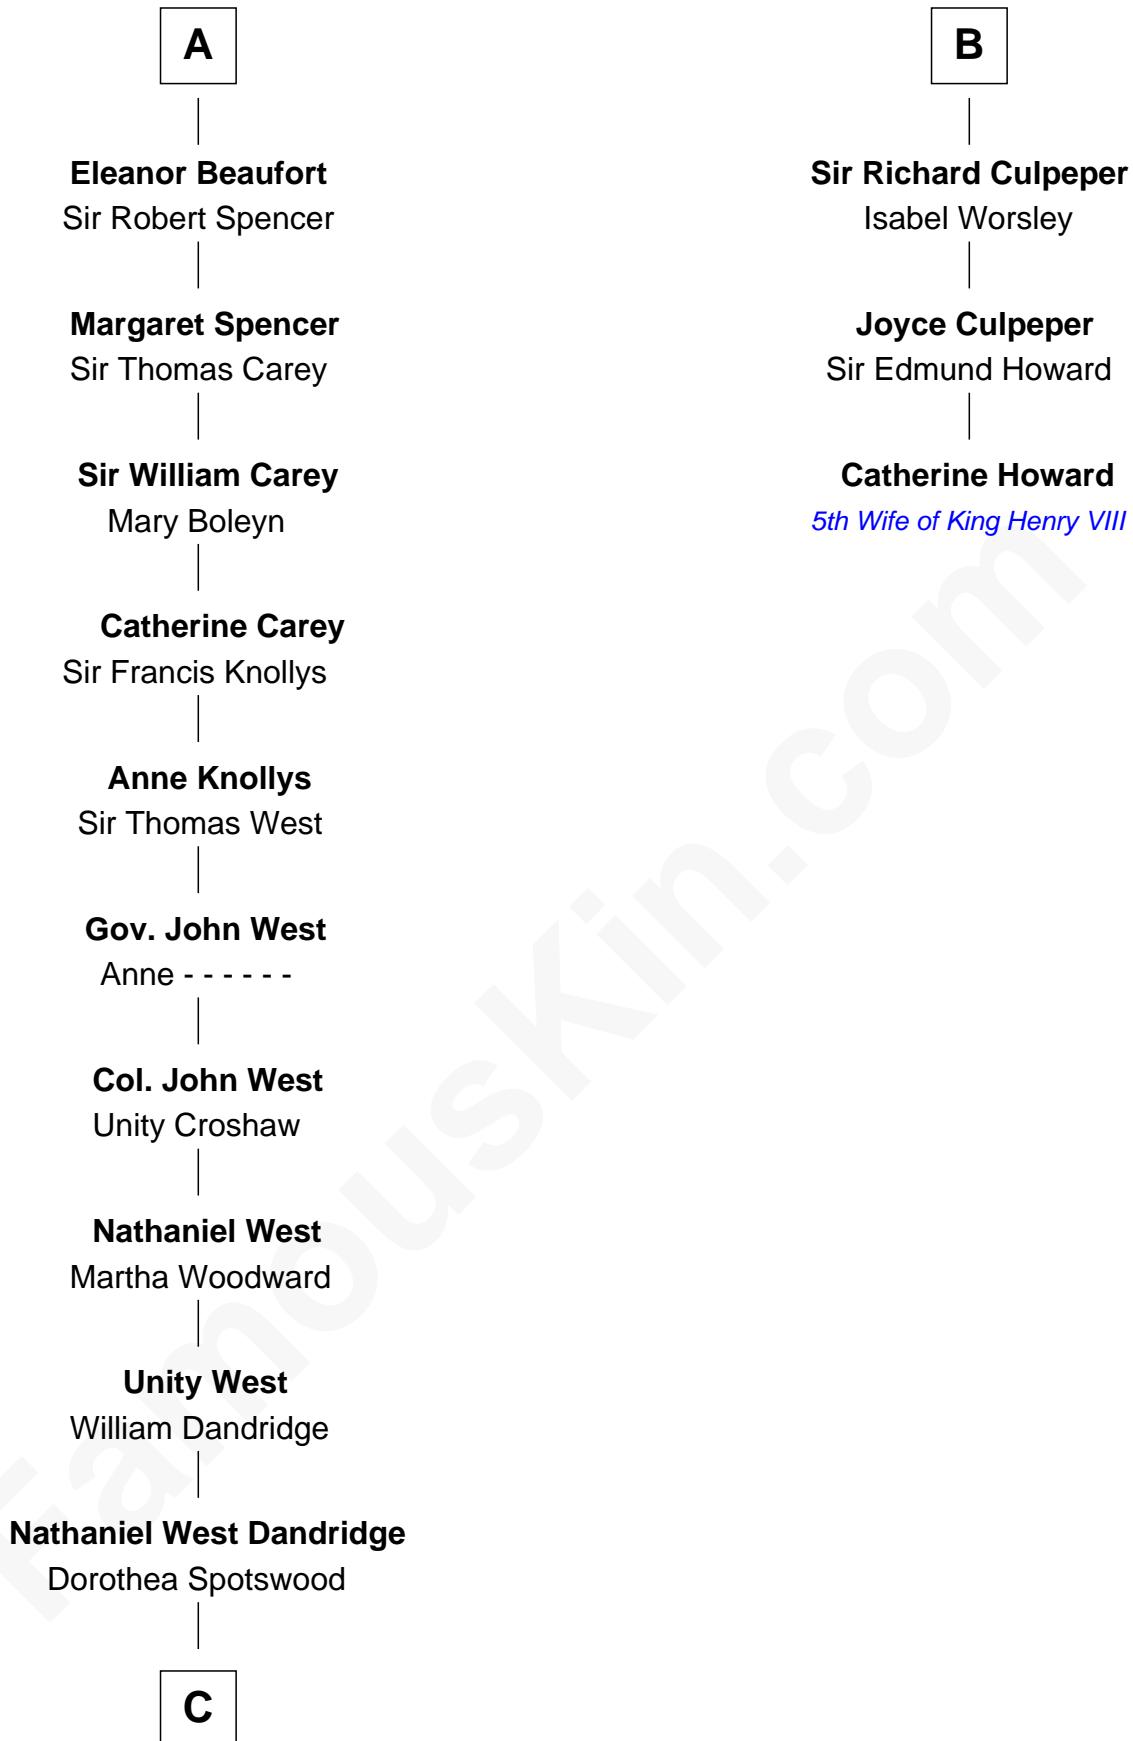 A
Eleanor Beaufort
Sir Robert Spencer
Margaret Spencer
Sir Thomas Carey
Sir William Carey
Mary Boleyn
Catherine Carey
Sir Francis Knollys
Anne Knollys
Sir Thomas West
Gov. John West
Anne - - - - - -
Col. John West
Unity Croshaw
Nathaniel West
Martha Woodward
Unity West
William Dandridge
Nathaniel West Dandridge
Dorothea Spotswood
C
B
Sir Richard Culpeper
Isabel Worsley
Joyce Culpeper
Sir Edmund Howard
Catherine Howard
5th Wife of King Henry VIII
FamousKin.com